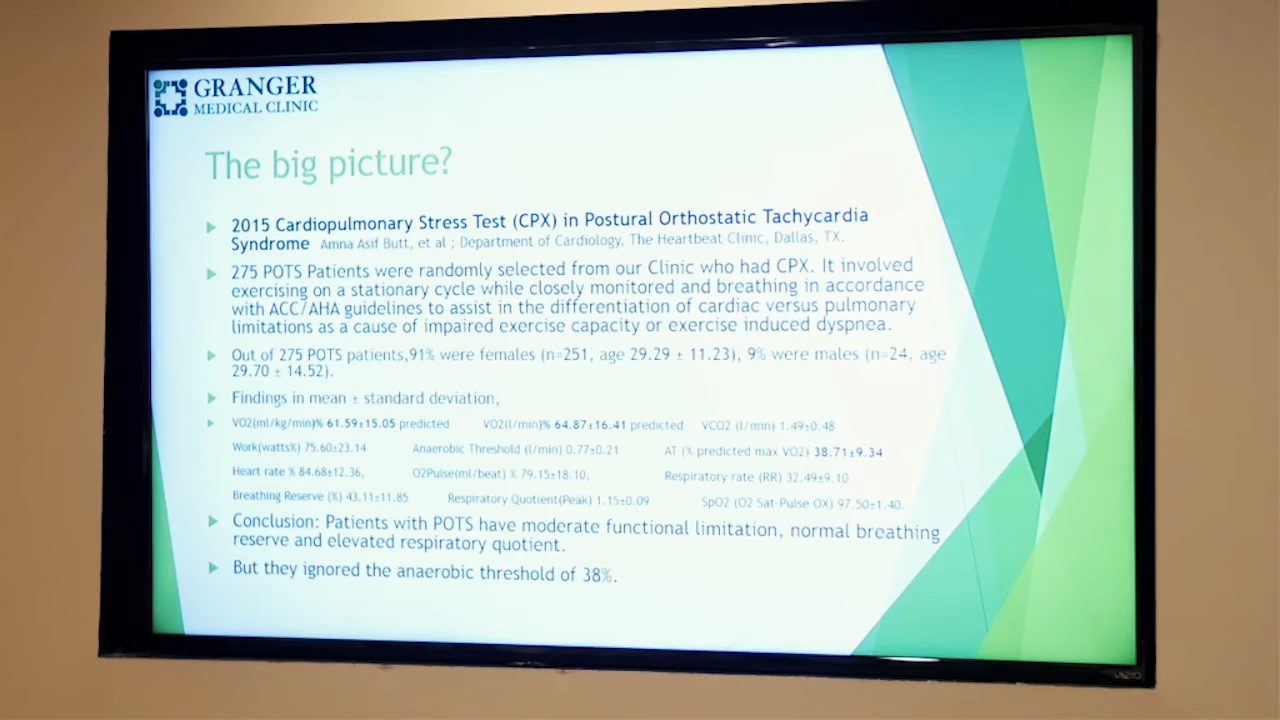 GRANGER
MEDICAL CLINIC
The big picture?
2015 Cardiopulmonary Stress Test (CPX) in Postural Orthostatic Tachycardia
Syndrome Amna Asif Butt, et al ; Department of Cardiology, The Heartbeat Clinic, Dallas, TX.
275 POTS Patients were randomly selected from our Clinic who had CPX. It involved
exercising on a stationary cycle while closely monitored and breathing in accordance
with ACC/AHA guidelines to assist in the differentiation of cardiac versus pulmonary
limitations as a cause of impaired exercise capacity or exercise induced dyspnea.
Out of 275 POTS patients,91% were females (n=251, age 29.29 ± 11.23), 9% were males (n=24, age
29.70 ± 14.52).
Findings in mean ± standard deviation,
VO2(ml/kg/min)% 61.59±15.05 predicted VO2(l/min)% 64.87±16.41 predicted VCO2 (l/min) 1.49±0.48
Work(watts%) 75.60±23.14 Anaerobic Threshold (l/min) 0.77±0.21 AT (% predicted max VO2) 38.71±9.34
Heart rate % 84.68±12.36, O2Pulse(ml/beat) % 79.15±18.10, Respiratory rate (RR) 32.49±9.10
Breathing Reserve (%) 43.11±11.85 Respiratory Quotient(Peak) 1.15±0.09 SpO2 (O2 Sat-Pulse OX) 97.50±1.40.
Conclusion: Patients with POTS have moderate functional limitation, normal breathing
reserve and elevated respiratory quotient.
But they ignored the anaerobic threshold of 38%.
VIZIO